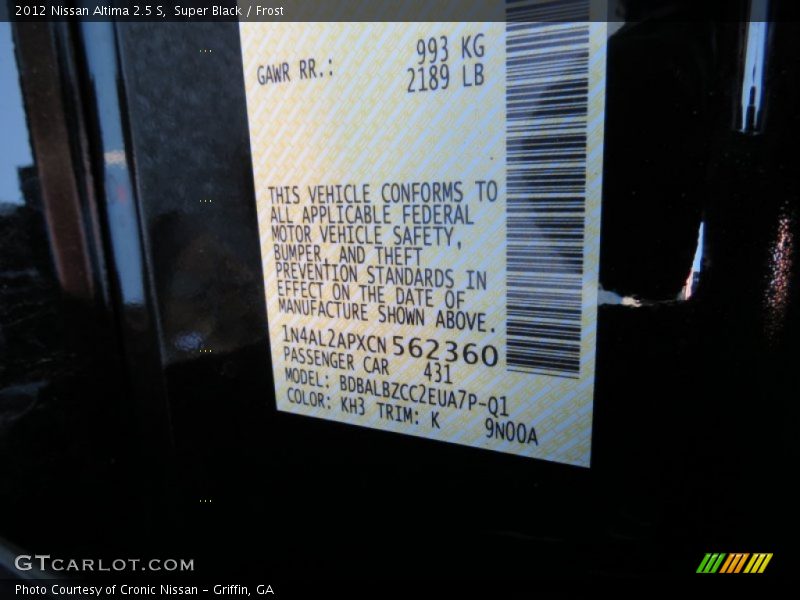 2012 Nissan Altima 2.5 S, Super Black / Frost
993 KG
GAWR RR.: 2189 LB
THIS VEHICLE CONFORMS TO
ALL APPLICABLE FEDERAL
MOTOR VEHICLE SAFETY,
BUMPER, AND THEFT
PREVENTION STANDARDS IN
EFFECT ON THE DATE OF
MANUFACTURE SHOWN ABOVE.
1N4AL2APXCN562360
PASSENGER CAR 431
MODEL: BDBALBZCC2EUA7P-Q1
COLOR: KH3 TRIM: K 9N00A
GTCARLOT.COM
Photo Courtesy of Cronic Nissan - Griffin, GA